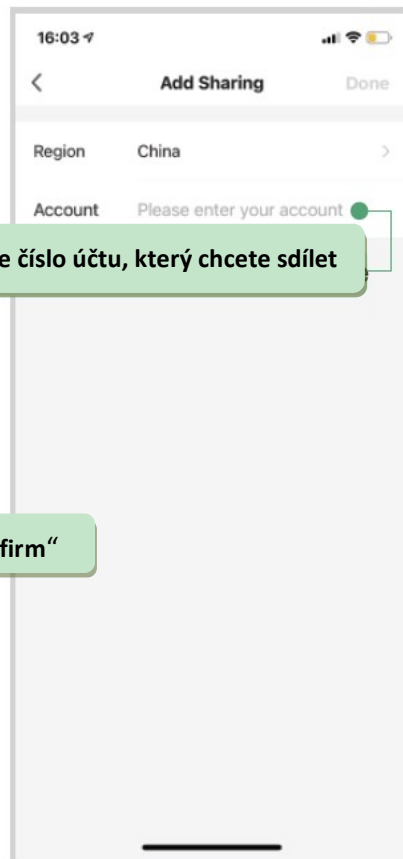 16:03
Add Sharing Done
Region China
Account Please enter your account
e číslo účtu, který chcete sdílet
firm“